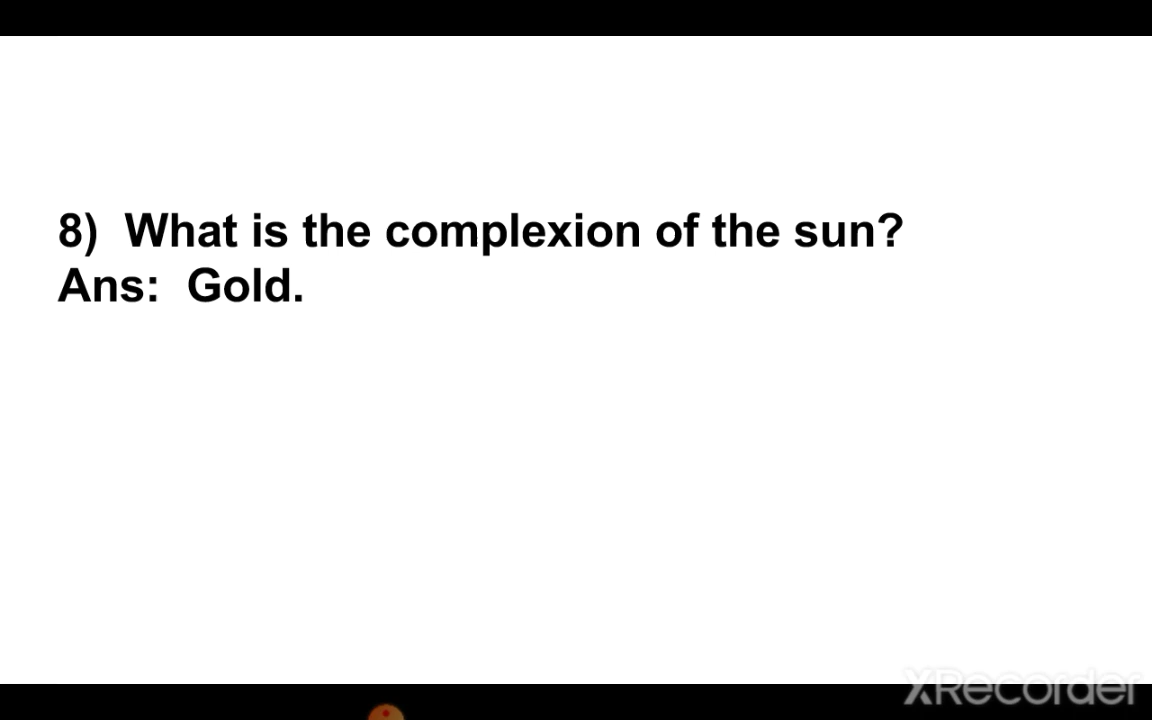 8) What is the complexion of the sun?
Ans: Gold.
XRecorder